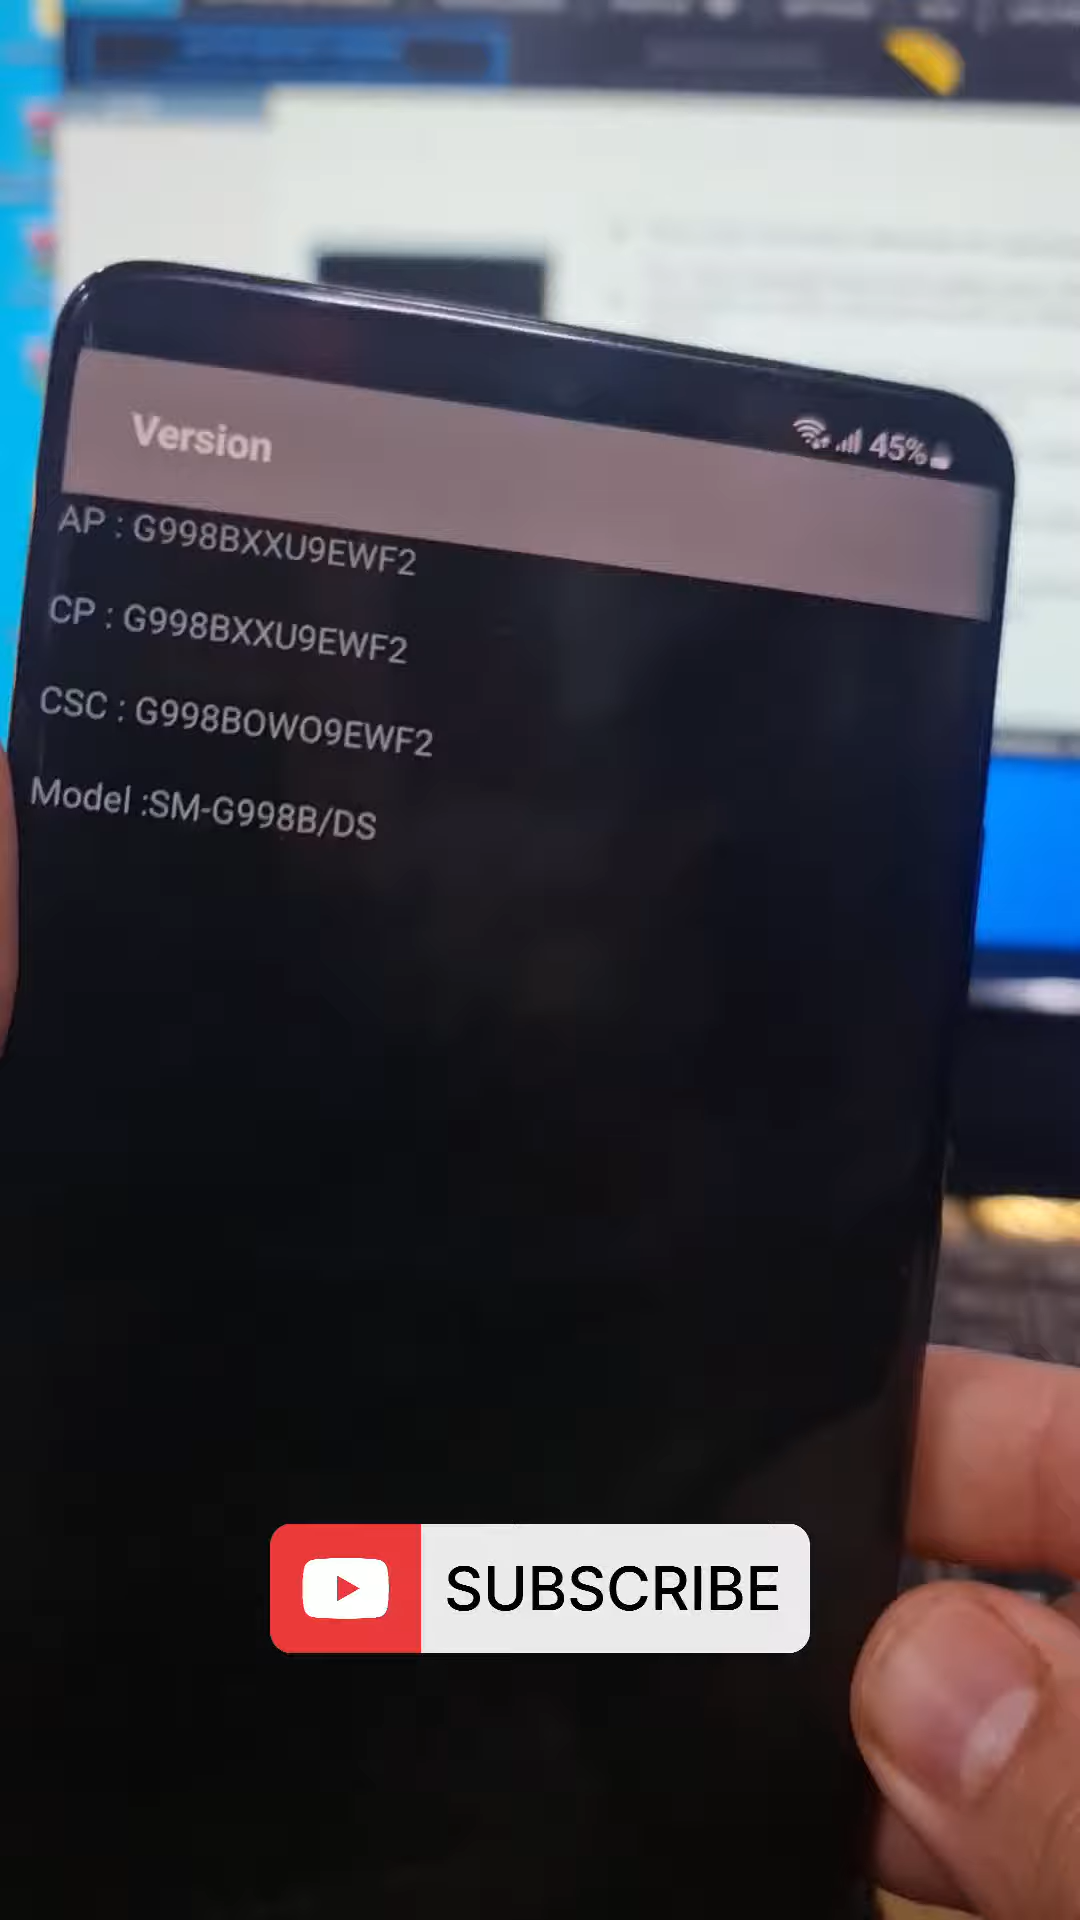 Version
45%
AP : G998BXXU9EWF2
CP : G998BXXU9EWF2
CSC : G998BOWO9EWF2
Model :SM-G998B/DS
SUBSCRIBE